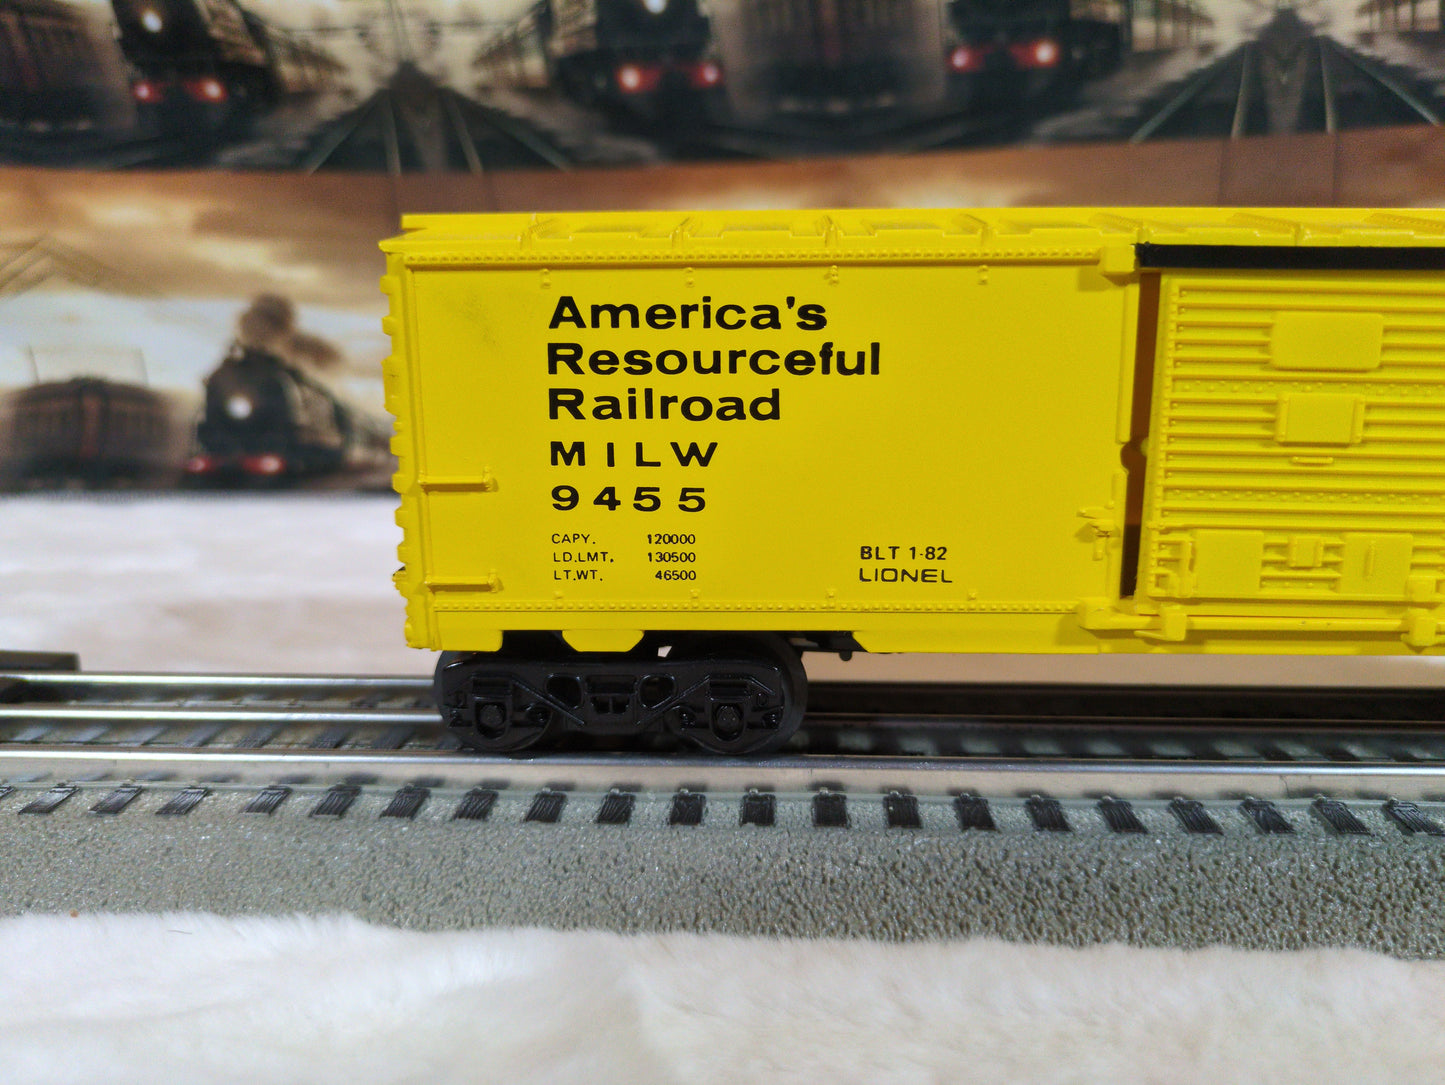 America's
Resourceful
Railroad
MILW
9455
CAPY. 120000
LD.LMT. 130500
LT.WT. 46500
BLT 1-82
LIONEL